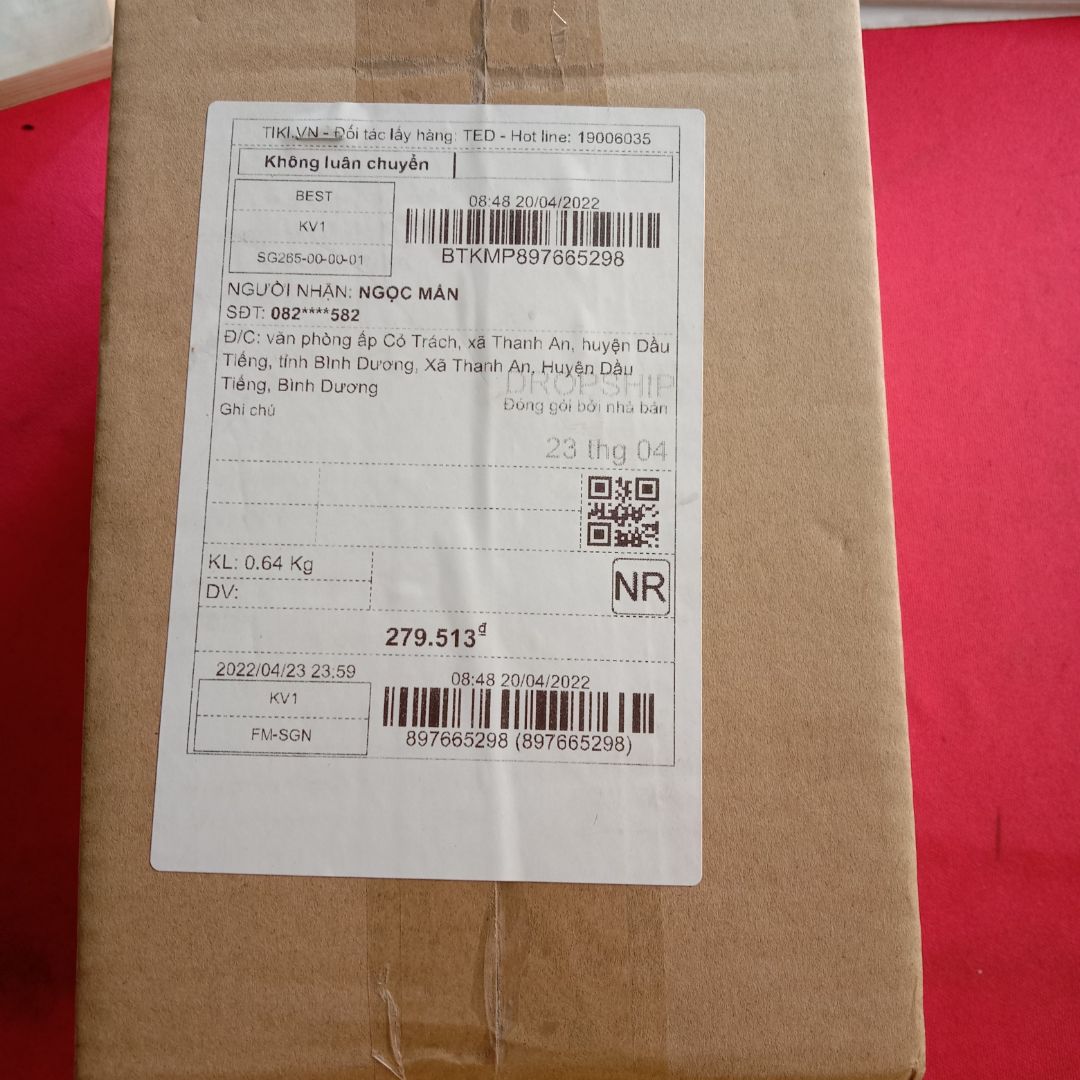 TIKI.VN - Đối tác lấy hàng: TED - Hot line: 19006035
Không luân chuyển
BEST
KV1
SG265-00-00-01
08:48 20/04/2022
BTKMP897665298
NGƯỜI NHẬN: NGỌC MẪN
SĐT: 082****582
Đ/C: văn phòng ấp Cỏ Trách, xã Thanh An, huyện Dầu
Tiếng, tỉnh Bình Dương, Xã Thanh An, Huyện Dầu
Tiếng, Bình Dương
DROPSHIP
Ghi chú
Đóng gói bởi nhà bán
23 thg 04
KL: 0.64 Kg
DV:
NR
279.513đ
2022/04/23 23:59
KV1
FM-SGN
08:48 20/04/2022
897665298 (897665298)